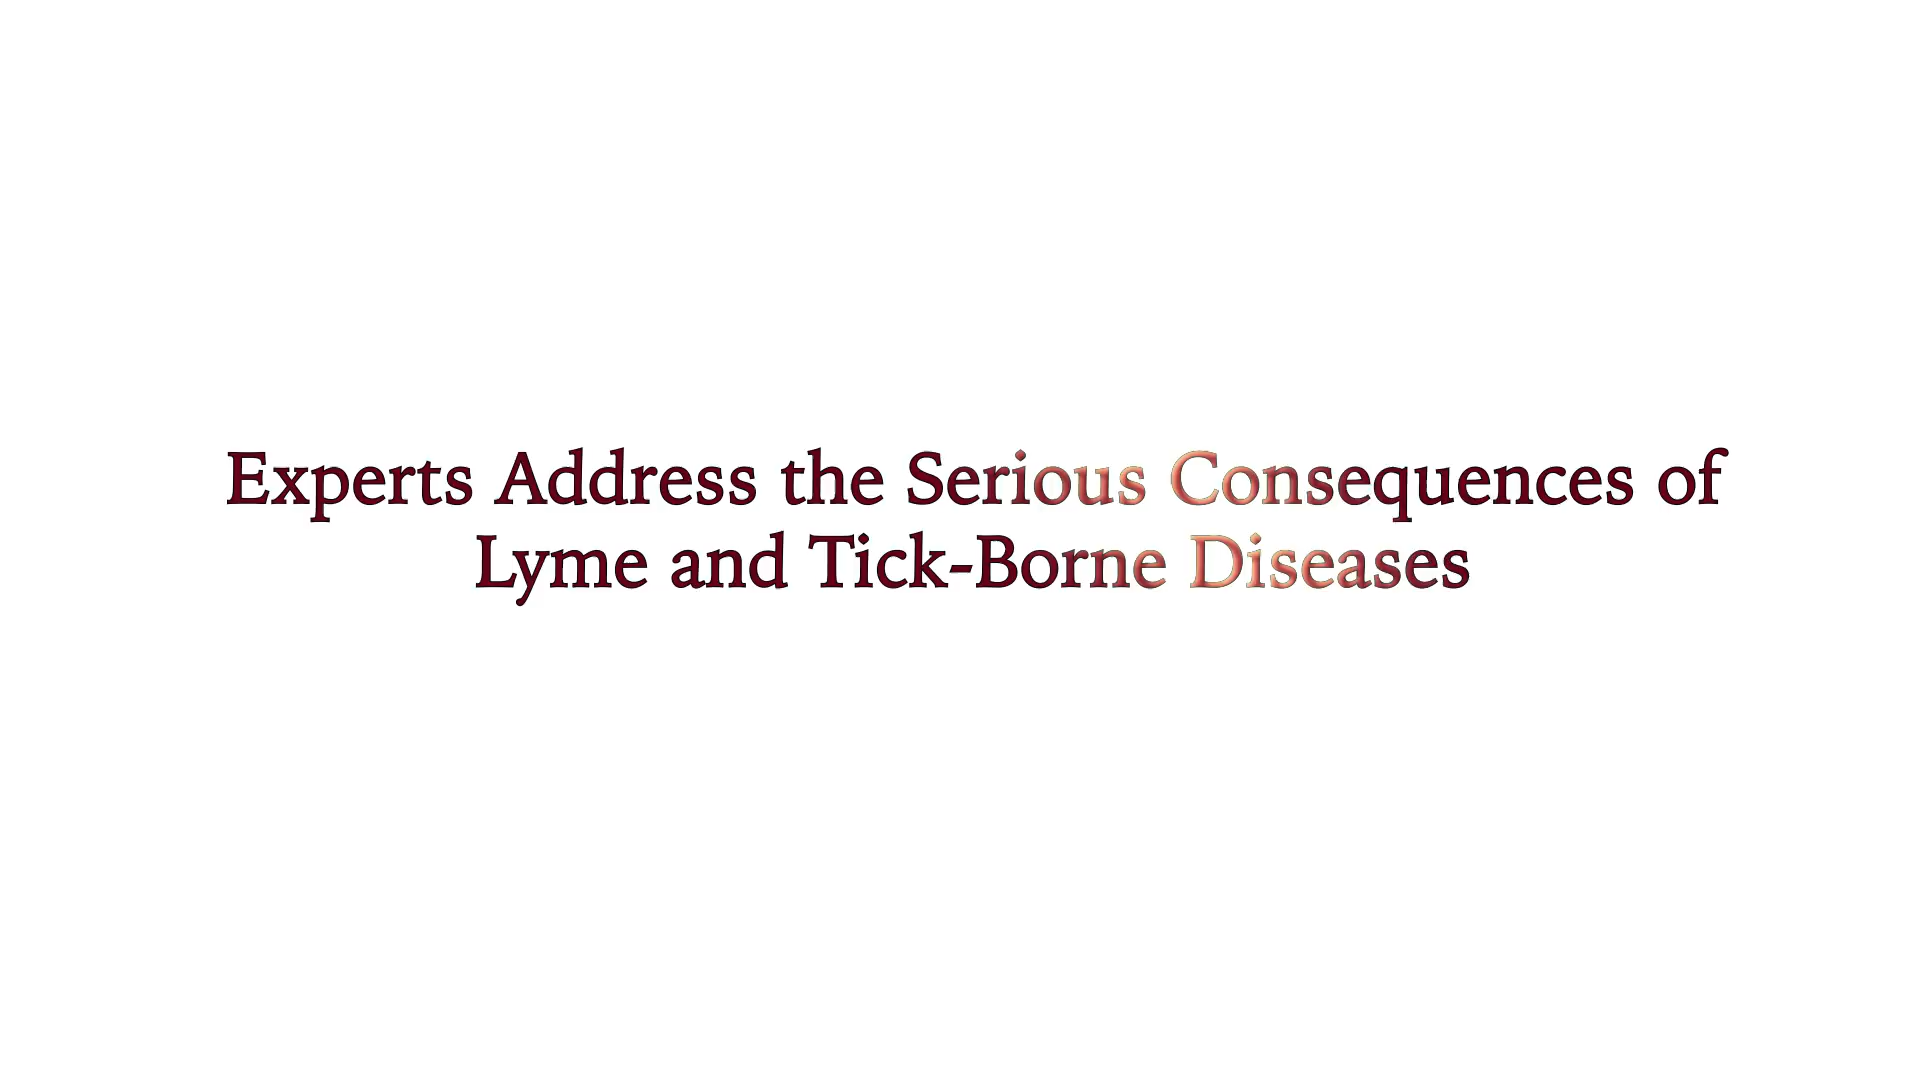 Experts Address the Serious Consequences of
Lyme and Tick-Borne Diseases